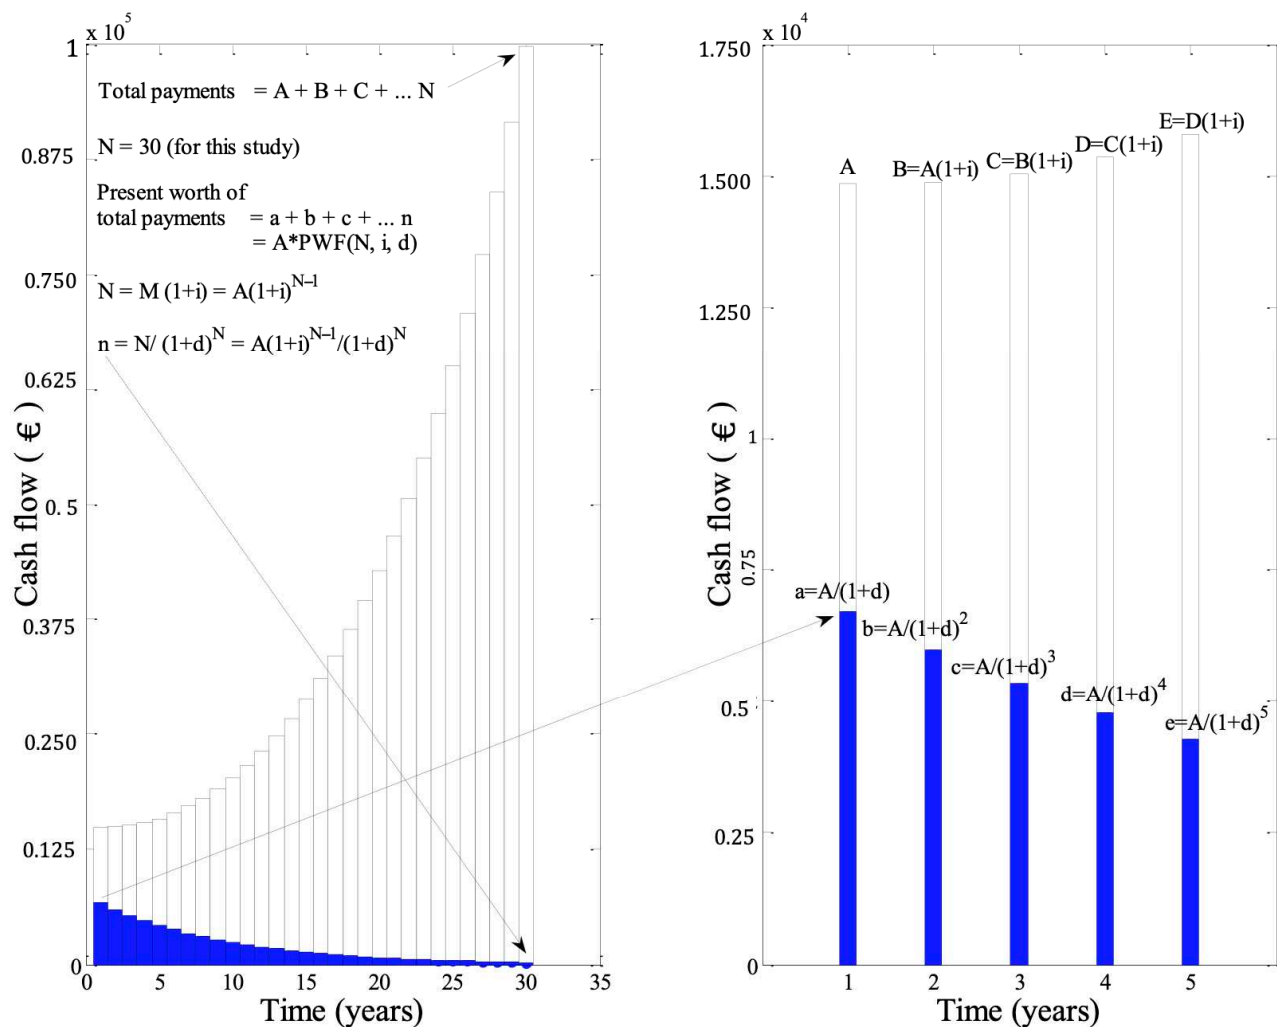 x 10^5
1
0.875
0.750
0.625
0.5
0.375
0.250
0.125
0
Cash flow ( € )
Total payments = A + B + C + ... N
N = 30 (for this study)
Present worth of
total payments = a + b + c + ... n
= A*PWF(N, i, d)
N = M (1+i) = A(1+i)^N–1
n = N/ (1+d)^N = A(1+i)^N–1/(1+d)^N
0 5 10 15 20 25 30 35
Time (years)
x 10^4
1.750
1.500
1.250
1
0.75
0.5
0.25
0
Cash flow ( € )
A
B=A(1+i)
C=B(1+i)
D=C(1+i)
E=D(1+i)
a=A/(1+d)
b=A/(1+d)^2
c=A/(1+d)^3
d=A/(1+d)^4
e=A/(1+d)^5
1 2 3 4 5
Time (years)